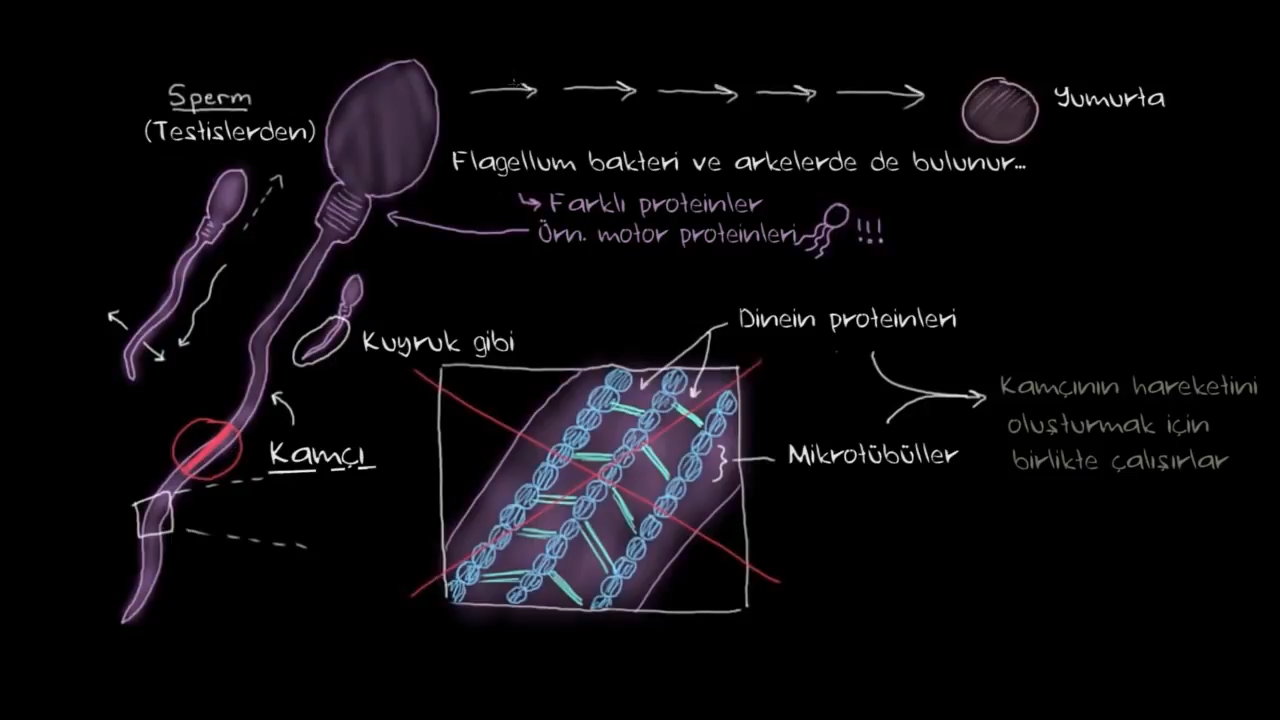 Sperm
(Testislerden)
Yumurta
Flagellum bakteri ve arkelerde de bulunur...
Farklı proteinler
Örn. motor proteinleri !!!
Kuyruk gibi
Dinein proteinleri
Kamçının hareketini
oluşturmak için
birlikte çalışırlar
Kamçı
Mikrotübüller